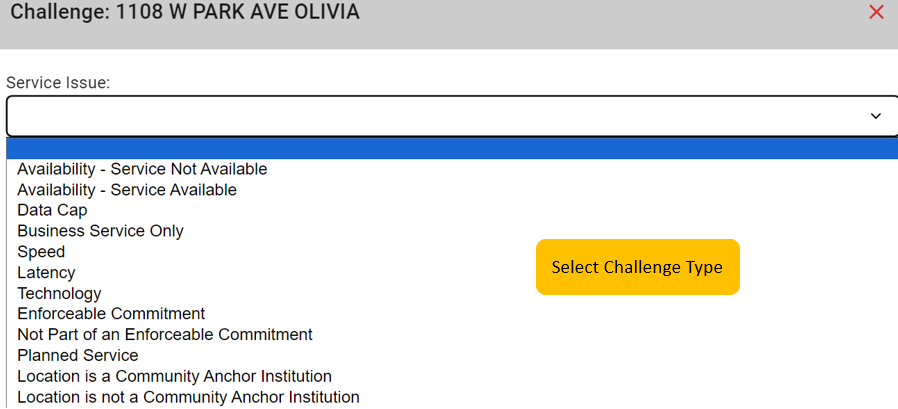 Challenge: 1108 W PARK AVE OLIVIA
Service Issue:
Availability - Service Not Available
Availability - Service Available
Data Cap
Business Service Only
Speed
Latency
Technology
Enforceable Commitment
Not Part of an Enforceable Commitment
Planned Service
Location is a Community Anchor Institution
Location is not a Community Anchor Institution
Select Challenge Type